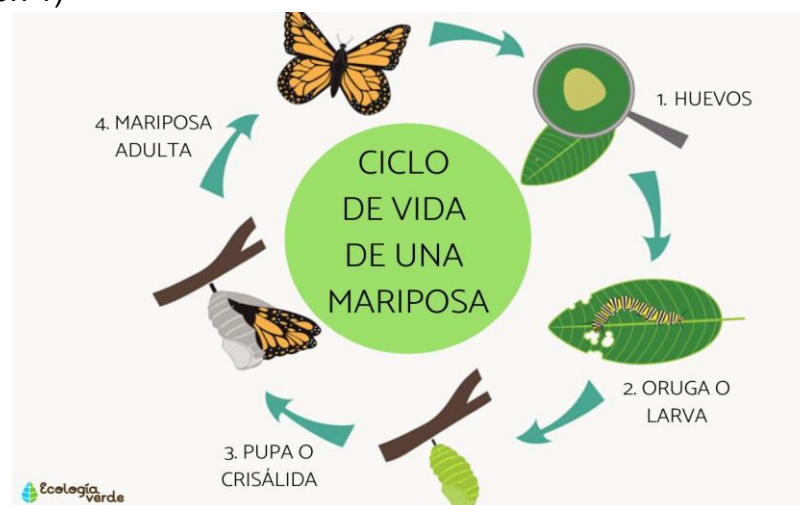 CICLO
DE VIDA
DE UNA
MARIPOSA
1. HUEVOS
2. ORUGA O
LARVA
3. PUPA O
CRISÁLIDA
4. MARIPOSA
ADULTA
Ecología
verde